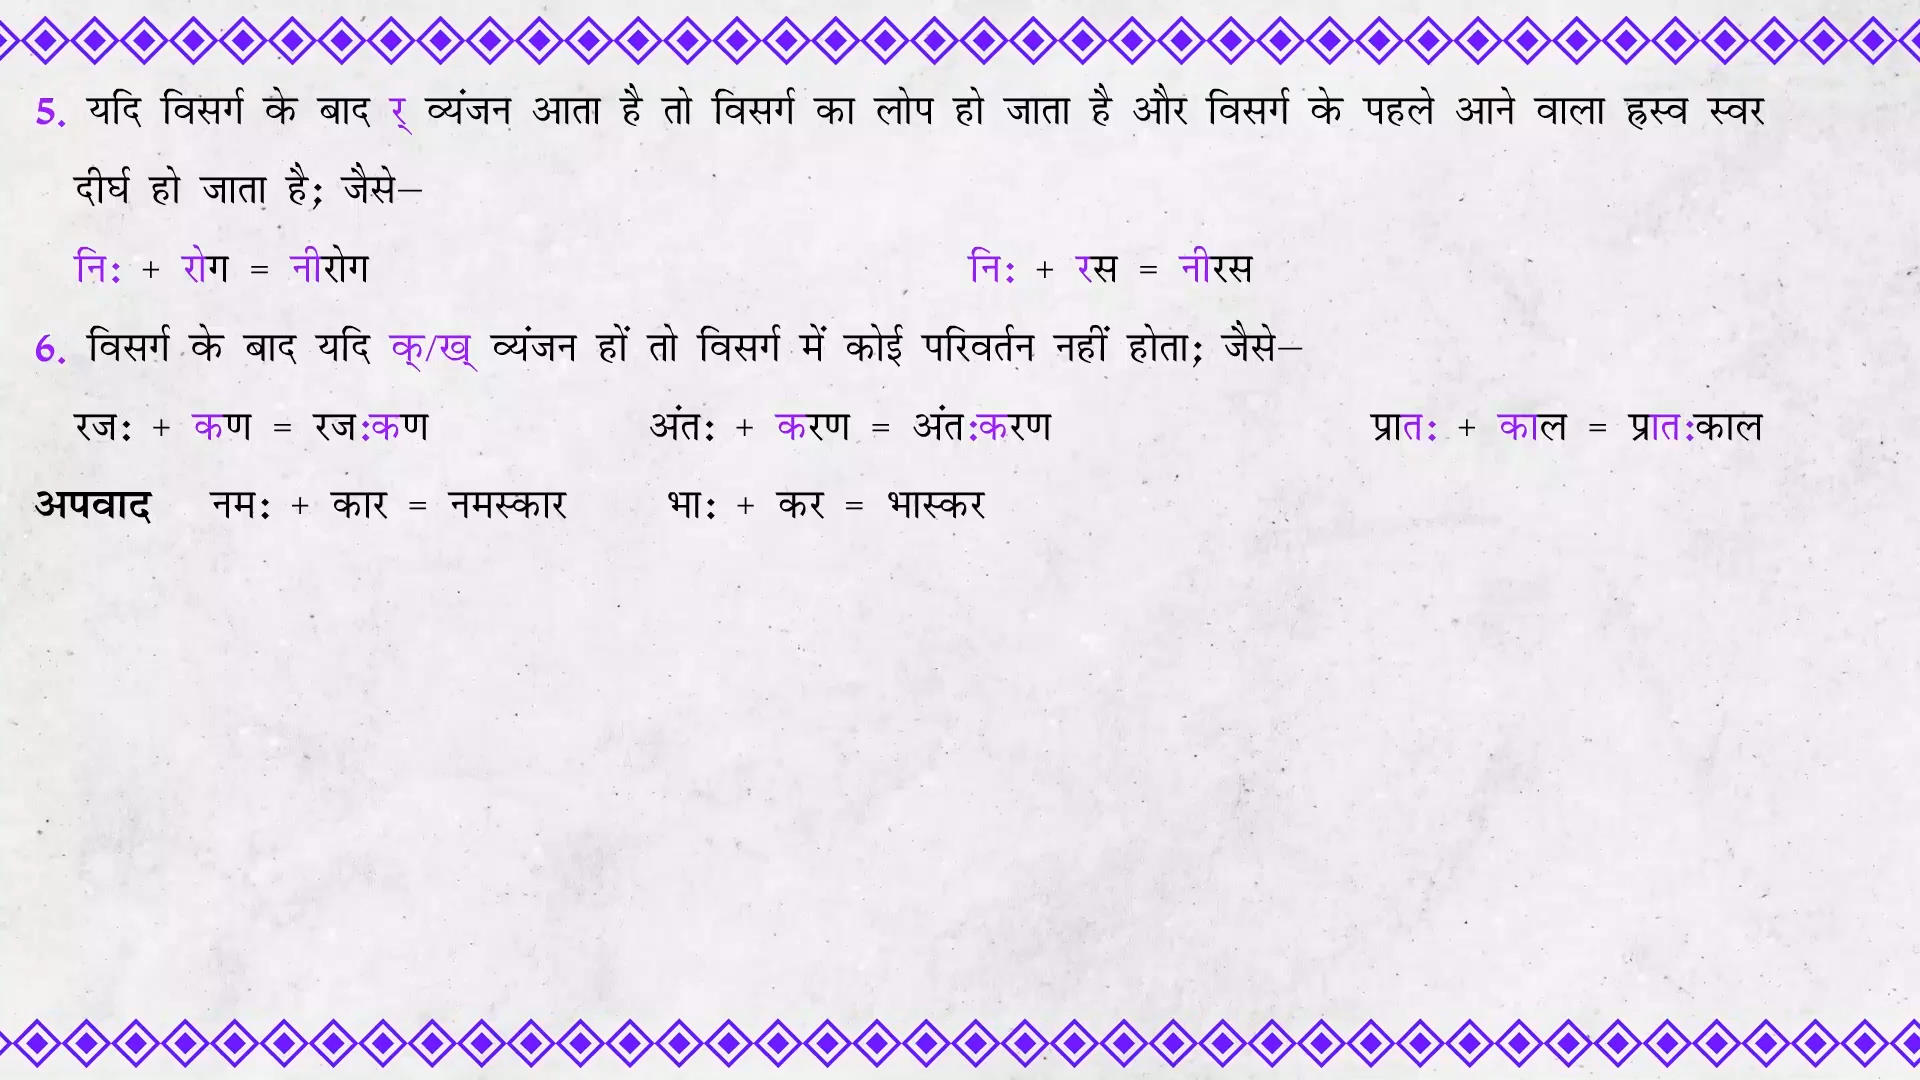 5. यदि विसर्ग के बाद र् व्यंजन आता है तो विसर्ग का लोप हो जाता है और विसर्ग के पहले आने वाला ह्रस्व स्वर
दीर्घ हो जाता है; जैसे—
निः + रोग = नीरोग निः + रस = नीरस
6. विसर्ग के बाद यदि क्/ख् व्यंजन हों तो विसर्ग में कोई परिवर्तन नहीं होता; जैसे—
रजः + कण = रजःकण अंतः + करण = अंतःकरण प्रातः + काल = प्रातःकाल
अपवाद नमः + कार = नमस्कार भाः + कर = भास्कर